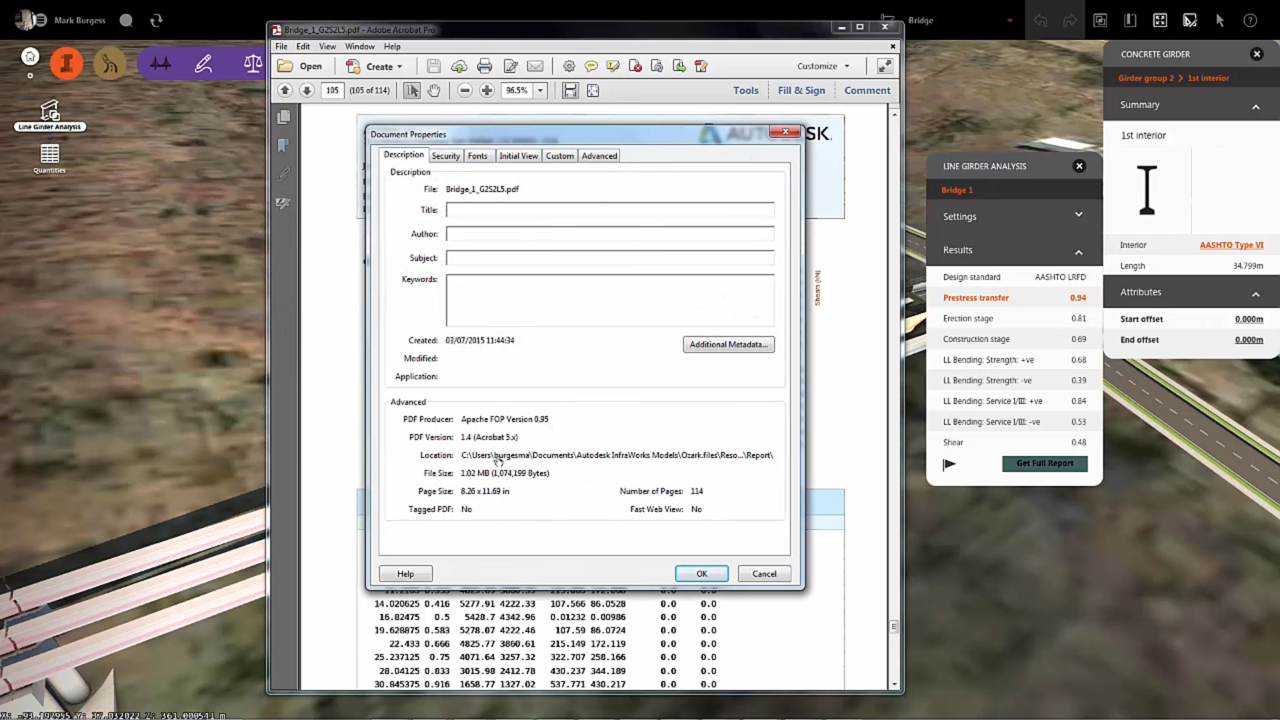 Mark Burgess
Bridge
Line Girder Analysis
Quantities
Bridge_1_G2S2L5.pdf - Adobe Acrobat Pro
File Edit View Window Help
Open Create Customize
105 (105 of 114) 96.5% Tools Fill & Sign Comment
SK.
Document Properties
Description Security Fonts Initial View Custom Advanced
Description
File: Bridge_1_G2S2L5.pdf
Title:
Author:
Subject:
Keywords:
Created: 03/07/2015 11:44:34
Additional Metadata...
Modified:
Application:
Advanced
PDF Producer: Apache FOP Version 0.95
PDF Version: 1.4 (Acrobat 5.x)
Location: C:\Users\burgesma\Documents\Autodesk InfraWorks Models\Ozark.files\Reso...\Report\
File Size: 1.02 MB (1,074,199 Bytes)
Page Size: 8.26 x 11.69 in Number of Pages: 114
Tagged PDF: No Fast Web View: No
Help OK Cancel
Shears (kN)
14.020625 0.416 5277.91 4222.33 107.566 86.0528 0.0 0.0
16.82475 0.5 5428.7 4342.96 0.01232 0.00986 0.0 0.0
19.628875 0.583 5278.07 4222.46 107.59 86.0724 0.0 0.0
22.433 0.666 4825.77 3860.61 215.149 172.119 0.0 0.0
25.237125 0.75 4071.64 3257.32 322.707 258.166 0.0 0.0
28.04125 0.833 3015.98 2412.78 430.237 344.189 0.0 0.0
30.845375 0.916 1658.77 1327.02 537.771 430.217 0.0 0.0
LINE GIRDER ANALYSIS
Bridge 1
Settings
Results
Design standard AASHTO LRFD
Prestress transfer 0.94
Erection stage 0.81
Construction stage 0.69
LL Bending: Strength: +ve 0.68
LL Bending: Strength: -ve 0.39
LL Bending: Service I/III: +ve 0.84
LL Bending: Service I/III: -ve 0.53
Shear 0.48
Get Full Report
CONCRETE GIRDER
Girder group 2 > 1st interior
Summary
1st interior
Interior AASHTO Type VI
Length 34.799m
Attributes
Start offset 0.000m
End offset 0.000m